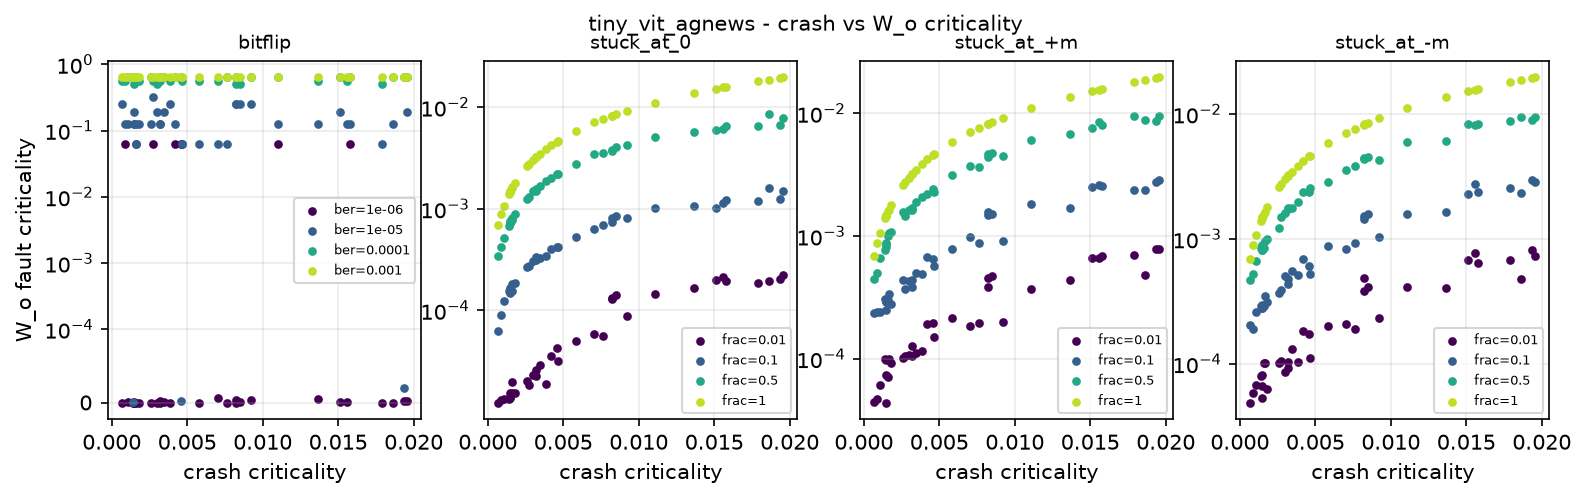 tiny_vit_agnews - crash vs W_o criticality
bitflip
stuck_at_0
stuck_at_+m
stuck_at_-m
W_o fault criticality
10^0
10^-1
10^-2
10^-3
10^-4
0
ber=1e-06
ber=1e-05
ber=0.0001
ber=0.001
0.000 0.005 0.010 0.015 0.020
crash criticality
10^-2
10^-3
10^-4
frac=0.01
frac=0.1
frac=0.5
frac=1
0.000 0.005 0.010 0.015 0.020
crash criticality
10^-2
10^-3
10^-4
frac=0.01
frac=0.1
frac=0.5
frac=1
0.000 0.005 0.010 0.015 0.020
crash criticality
10^-2
10^-3
10^-4
frac=0.01
frac=0.1
frac=0.5
frac=1
0.000 0.005 0.010 0.015 0.020
crash criticality